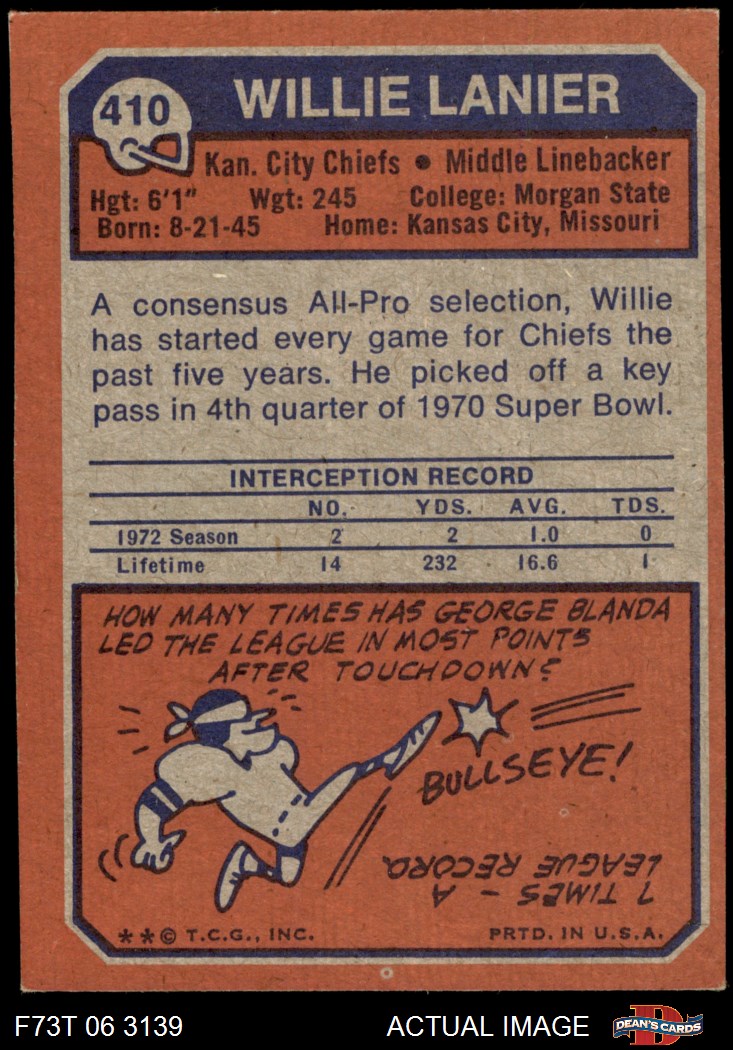 410
WILLIE LANIER
Kan. City Chiefs ● Middle Linebacker
Hgt: 6'1" Wgt: 245 College: Morgan State
Born: 8-21-45 Home: Kansas City, Missouri
A consensus All-Pro selection, Willie
has started every game for Chiefs the
past five years. He picked off a key
pass in 4th quarter of 1970 Super Bowl.
INTERCEPTION RECORD
NO. YDS. AVG. TDS.
1972 Season 2 2 1.0 0
Lifetime 14 232 16.6 1
HOW MANY TIMES HAS GEORGE BLANDA
LED THE LEAGUE IN MOST POINTS
AFTER TOUCHDOWN?
BULLSEYE!
7 TIMES - A
LEAGUE RECORD.
**© T.C.G., INC. PRTD. IN U.S.A.
F73T 06 3139 ACTUAL IMAGE D DEAN'S CARDS